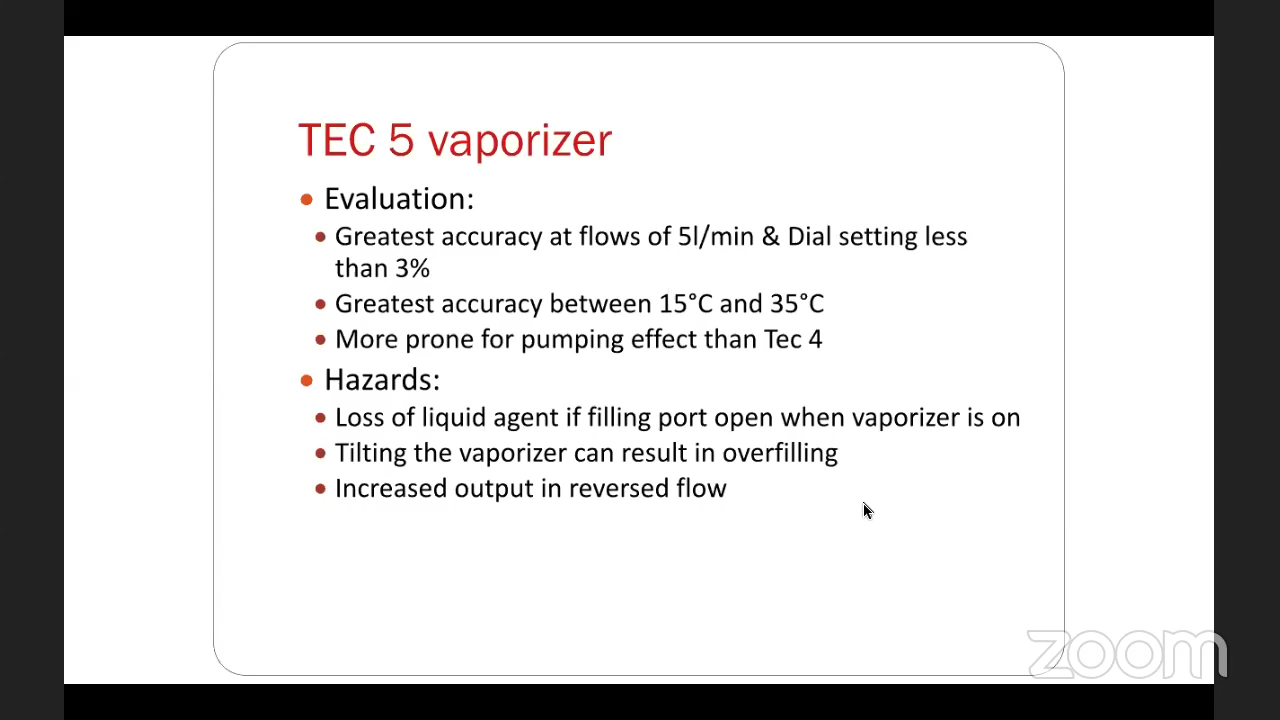 TEC 5 vaporizer
• Evaluation:
• Greatest accuracy at flows of 5l/min & Dial setting less
than 3%
• Greatest accuracy between 15°C and 35°C
• More prone for pumping effect than Tec 4
• Hazards:
• Loss of liquid agent if filling port open when vaporizer is on
• Tilting the vaporizer can result in overfilling
• Increased output in reversed flow
zoom